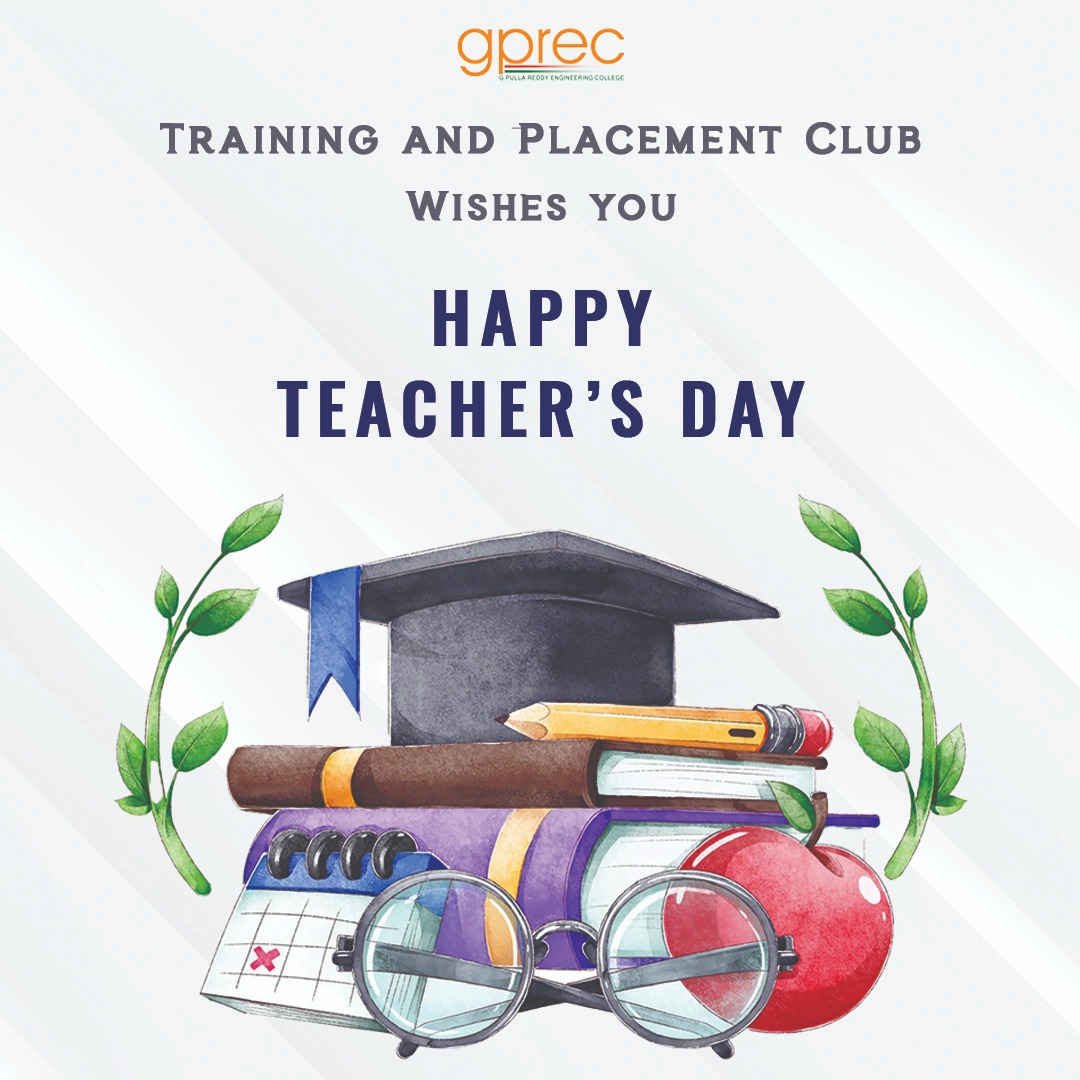 gprec
G PULLA REDDY ENGINEERING COLLEGE
TRAINING AND PLACEMENT CLUB
WISHES YOU
HAPPY
TEACHER’S DAY